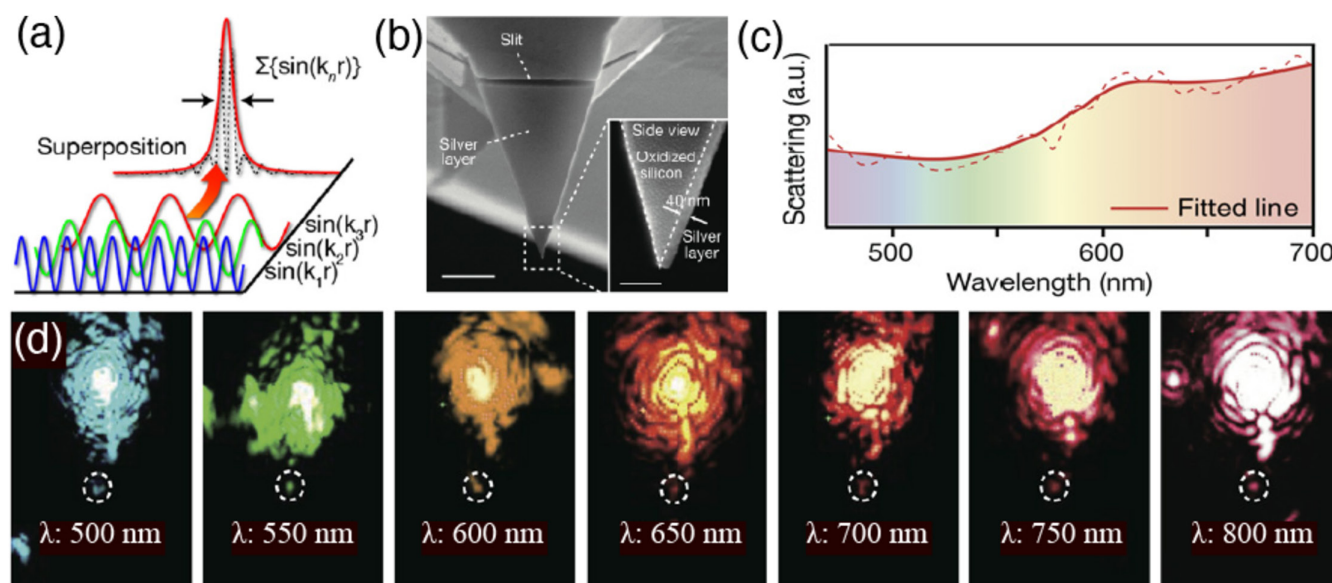 (a)
Σ{sin(kₙr)}
Superposition
sin(k₃r)
sin(k₂r)
sin(k₁r)
(b)
Slit
Silver
layer
Side view
Oxidized
silicon
40 nm
Silver
layer
(c)
Scattering (a.u.)
Fitted line
500
600
700
Wavelength (nm)
(d)
λ: 500 nm
λ: 550 nm
λ: 600 nm
λ: 650 nm
λ: 700 nm
λ: 750 nm
λ: 800 nm